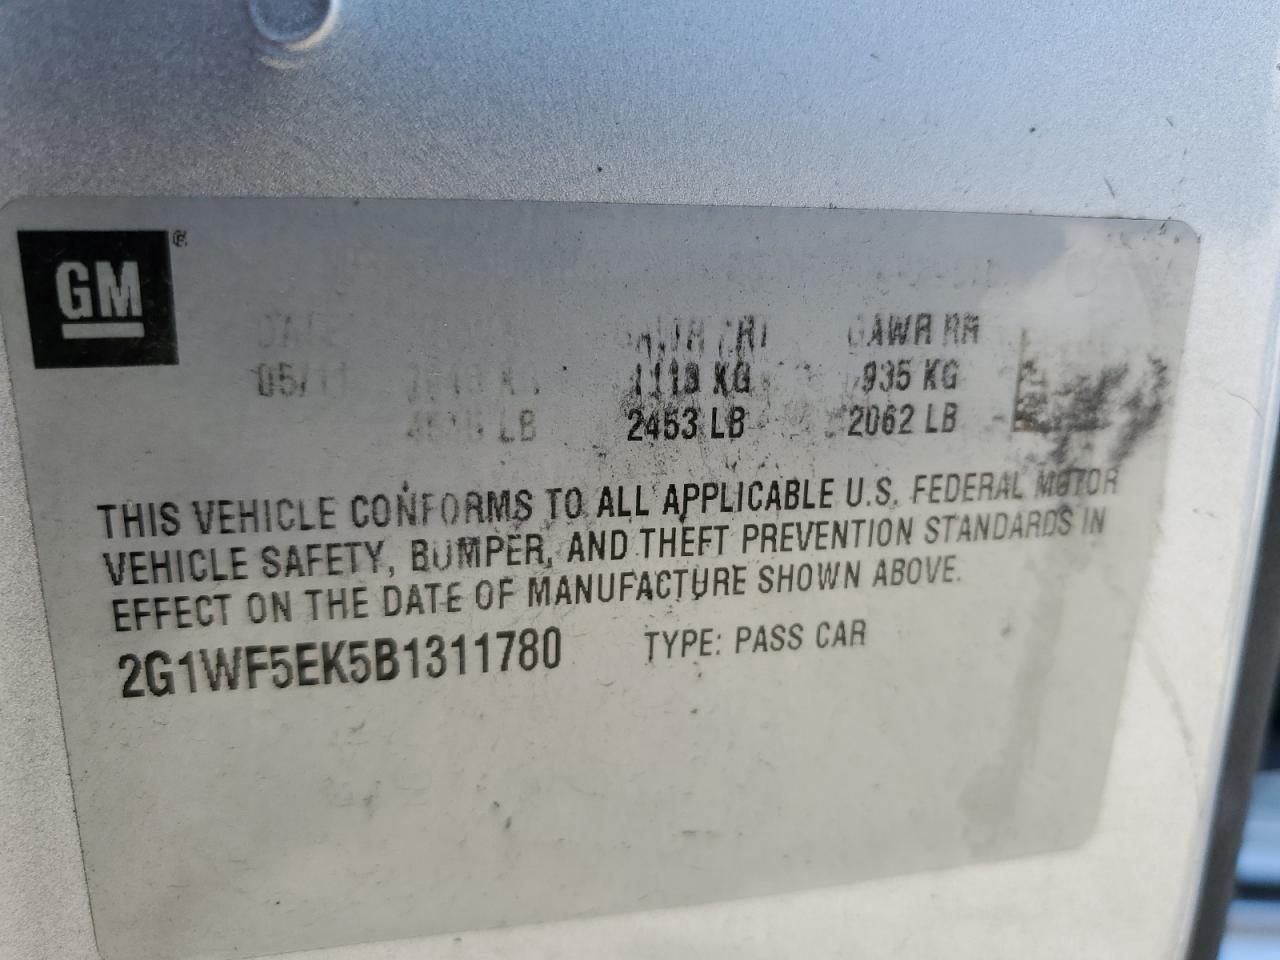 GM
GAWR RR
05/11 1113 KG 935 KG
LB 2453 LB 2062 LB
THIS VEHICLE CONFORMS TO ALL APPLICABLE U.S. FEDERAL MOTOR
VEHICLE SAFETY, BUMPER, AND THEFT PREVENTION STANDARDS IN
EFFECT ON THE DATE OF MANUFACTURE SHOWN ABOVE.
2G1WF5EK5B1311780 TYPE: PASS CAR